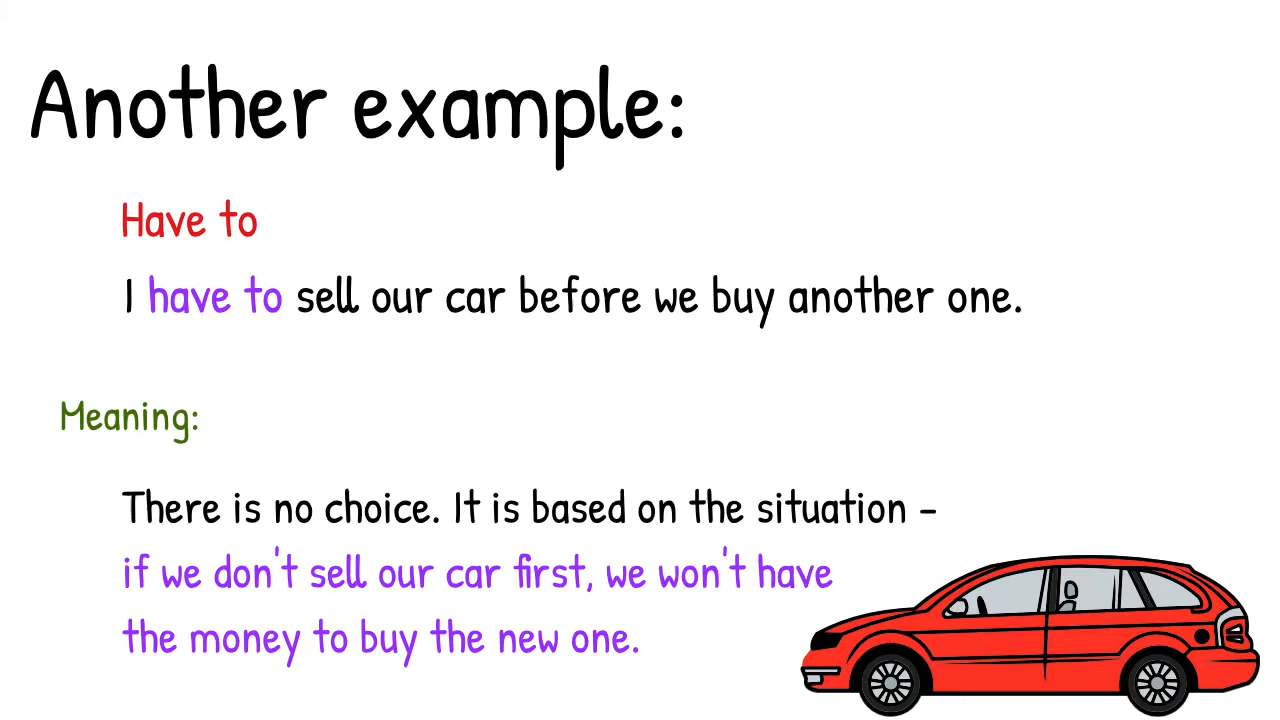 Another example:
Have to
I have to sell our car before we buy another one.
Meaning:
There is no choice. It is based on the situation -
if we don't sell our car first, we won't have
the money to buy the new one.